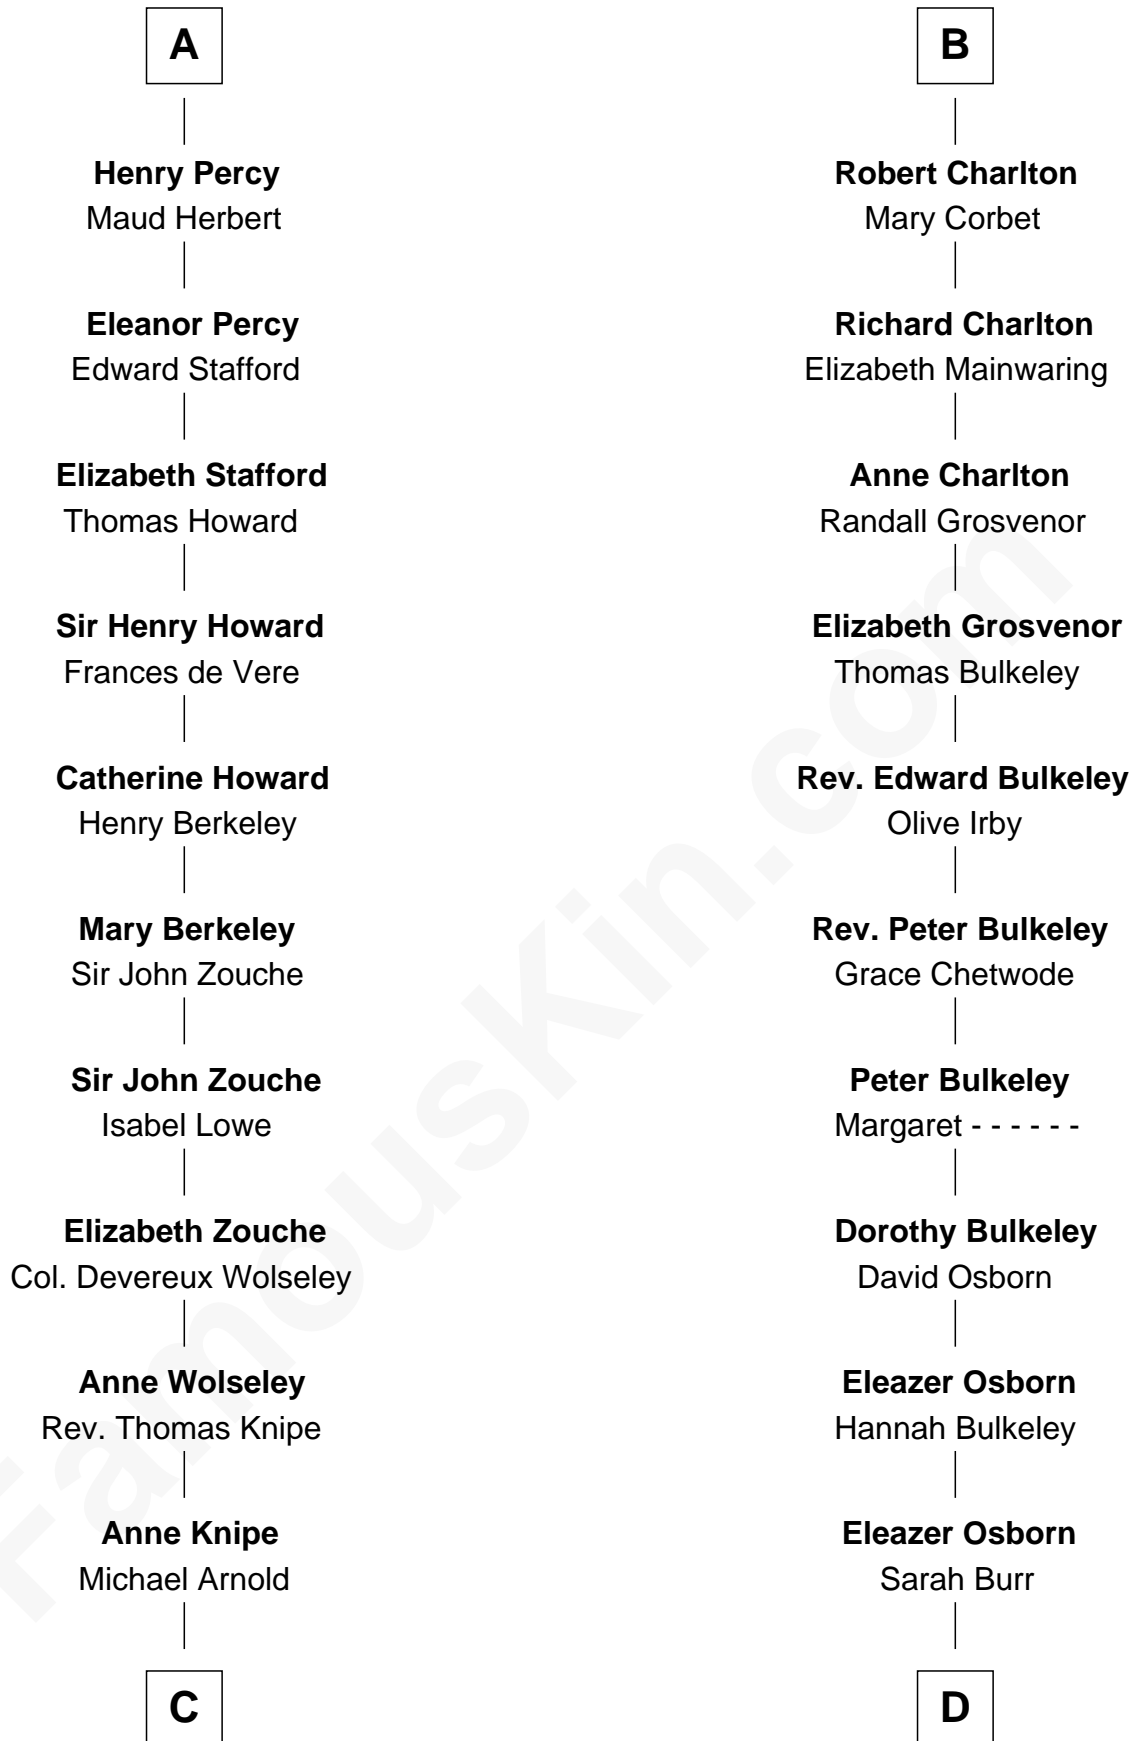 A
Henry Percy
Maud Herbert
Eleanor Percy
Edward Stafford
Elizabeth Stafford
Thomas Howard
Sir Henry Howard
Frances de Vere
Catherine Howard
Henry Berkeley
Mary Berkeley
Sir John Zouche
Sir John Zouche
Isabel Lowe
Elizabeth Zouche
Col. Devereux Wolseley
Anne Wolseley
Rev. Thomas Knipe
Anne Knipe
Michael Arnold
C
B
Robert Charlton
Mary Corbet
Richard Charlton
Elizabeth Mainwaring
Anne Charlton
Randall Grosvenor
Elizabeth Grosvenor
Thomas Bulkeley
Rev. Edward Bulkeley
Olive Irby
Rev. Peter Bulkeley
Grace Chetwode
Peter Bulkeley
Margaret - - - - - -
Dorothy Bulkeley
David Osborn
Eleazer Osborn
Hannah Bulkeley
Eleazer Osborn
Sarah Burr
D
FamousKin.com